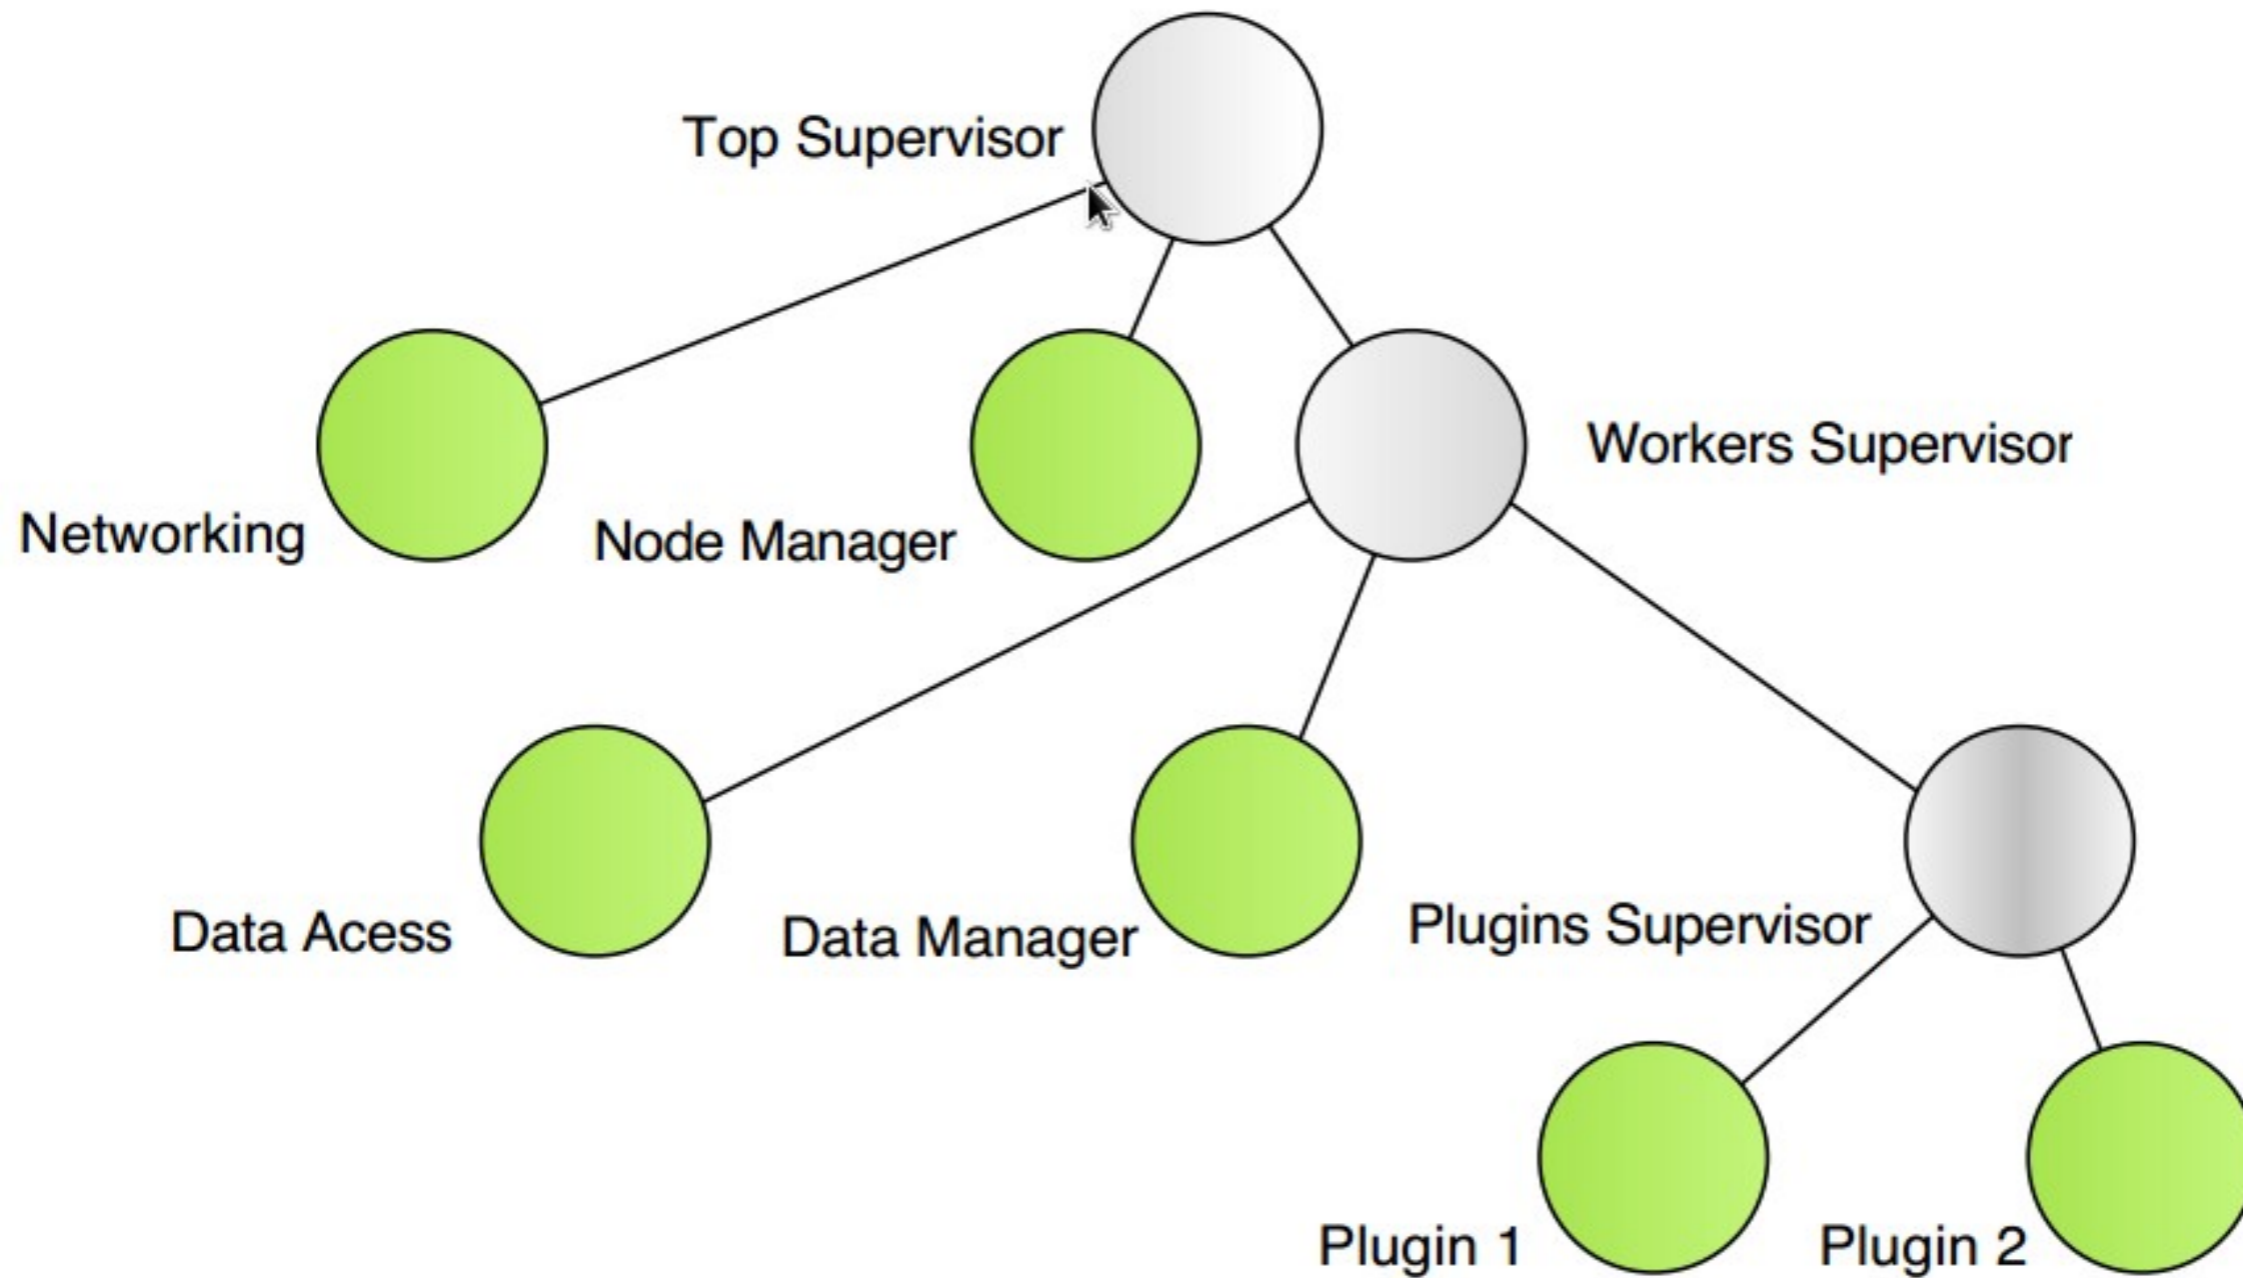 Top Supervisor
Workers Supervisor
Networking
Node Manager
Data Acess
Data Manager
Plugins Supervisor
Plugin 1
Plugin 2